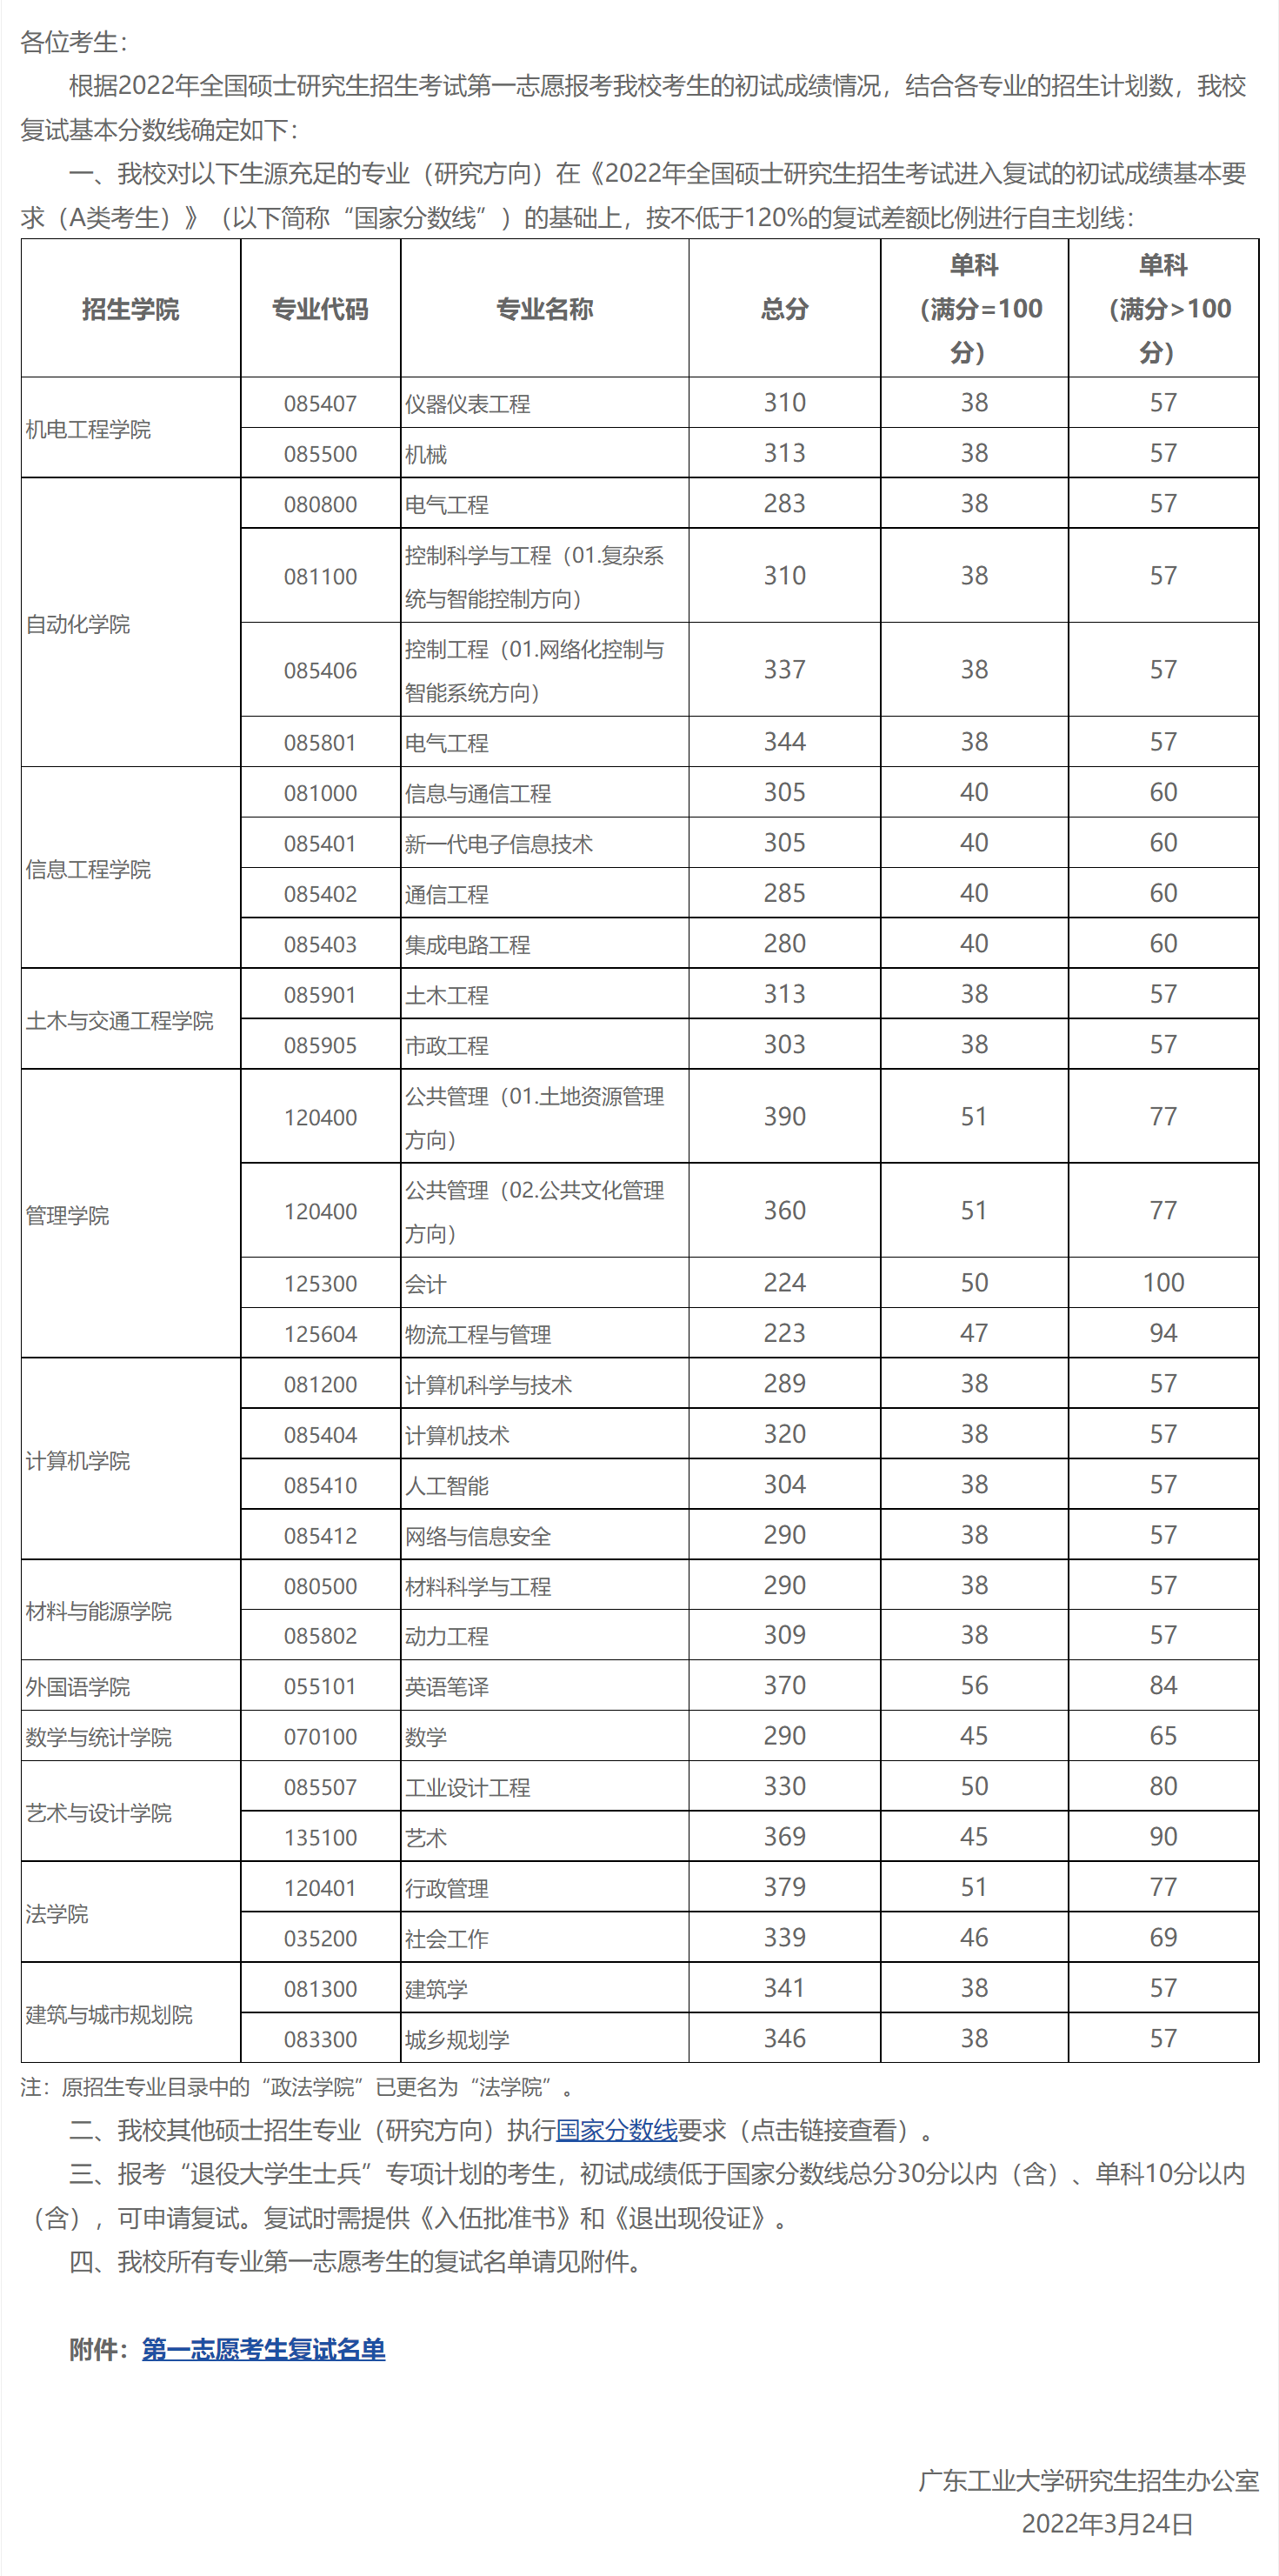 各位考生：
根据2022年全国硕士研究生招生考试第一志愿报考我校考生的初试成绩情况，结合各专业的招生计划数，我校
复试基本分数线确定如下：
一、我校对以下生源充足的专业（研究方向）在《2022年全国硕士研究生招生考试进入复试的初试成绩基本要
求（A类考生）》（以下简称“国家分数线”）的基础上，按不低于120%的复试差额比例进行自主划线：
招生学院 专业代码 专业名称 总分 单科（满分=100分） 单科（满分>100分）
机电工程学院 085407 仪器仪表工程 310 38 57
085500 机械 313 38 57
自动化学院 080800 电气工程 283 38 57
081100 控制科学与工程（01.复杂系统与智能控制方向） 310 38 57
085406 控制工程（01.网络化控制与智能系统方向） 337 38 57
085801 电气工程 344 38 57
信息工程学院 081000 信息与通信工程 305 40 60
085401 新一代电子信息技术 305 40 60
085402 通信工程 285 40 60
085403 集成电路工程 280 40 60
土木与交通工程学院 085901 土木工程 313 38 57
085905 市政工程 303 38 57
管理学院 120400 公共管理（01.土地资源管理方向） 390 51 77
120400 公共管理（02.公共文化管理方向） 360 51 77
125300 会计 224 50 100
125604 物流工程与管理 223 47 94
计算机学院 081200 计算机科学与技术 289 38 57
085404 计算机技术 320 38 57
085410 人工智能 304 38 57
085412 网络与信息安全 290 38 57
材料与能源学院 080500 材料科学与工程 290 38 57
085802 动力工程 309 38 57
外国语学院 055101 英语笔译 370 56 84
数学与统计学院 070100 数学 290 45 65
艺术与设计学院 085507 工业设计工程 330 50 80
135100 艺术 369 45 90
法学院 120401 行政管理 379 51 77
035200 社会工作 339 46 69
建筑与城市规划院 081300 建筑学 341 38 57
083300 城乡规划学 346 38 57
注：原招生专业目录中的“政法学院”已更名为“法学院”。
二、我校其他硕士招生专业（研究方向）执行国家分数线要求（点击链接查看）。
三、报考“退役大学生士兵”专项计划的考生，初试成绩低于国家分数线总分30分以内（含）、单科10分以内
（含），可申请复试。复试时需提供《入伍批准书》和《退出现役证》。
四、我校所有专业第一志愿考生的复试名单请见附件。
附件：第一志愿考生复试名单
广东工业大学研究生招生办公室
2022年3月24日